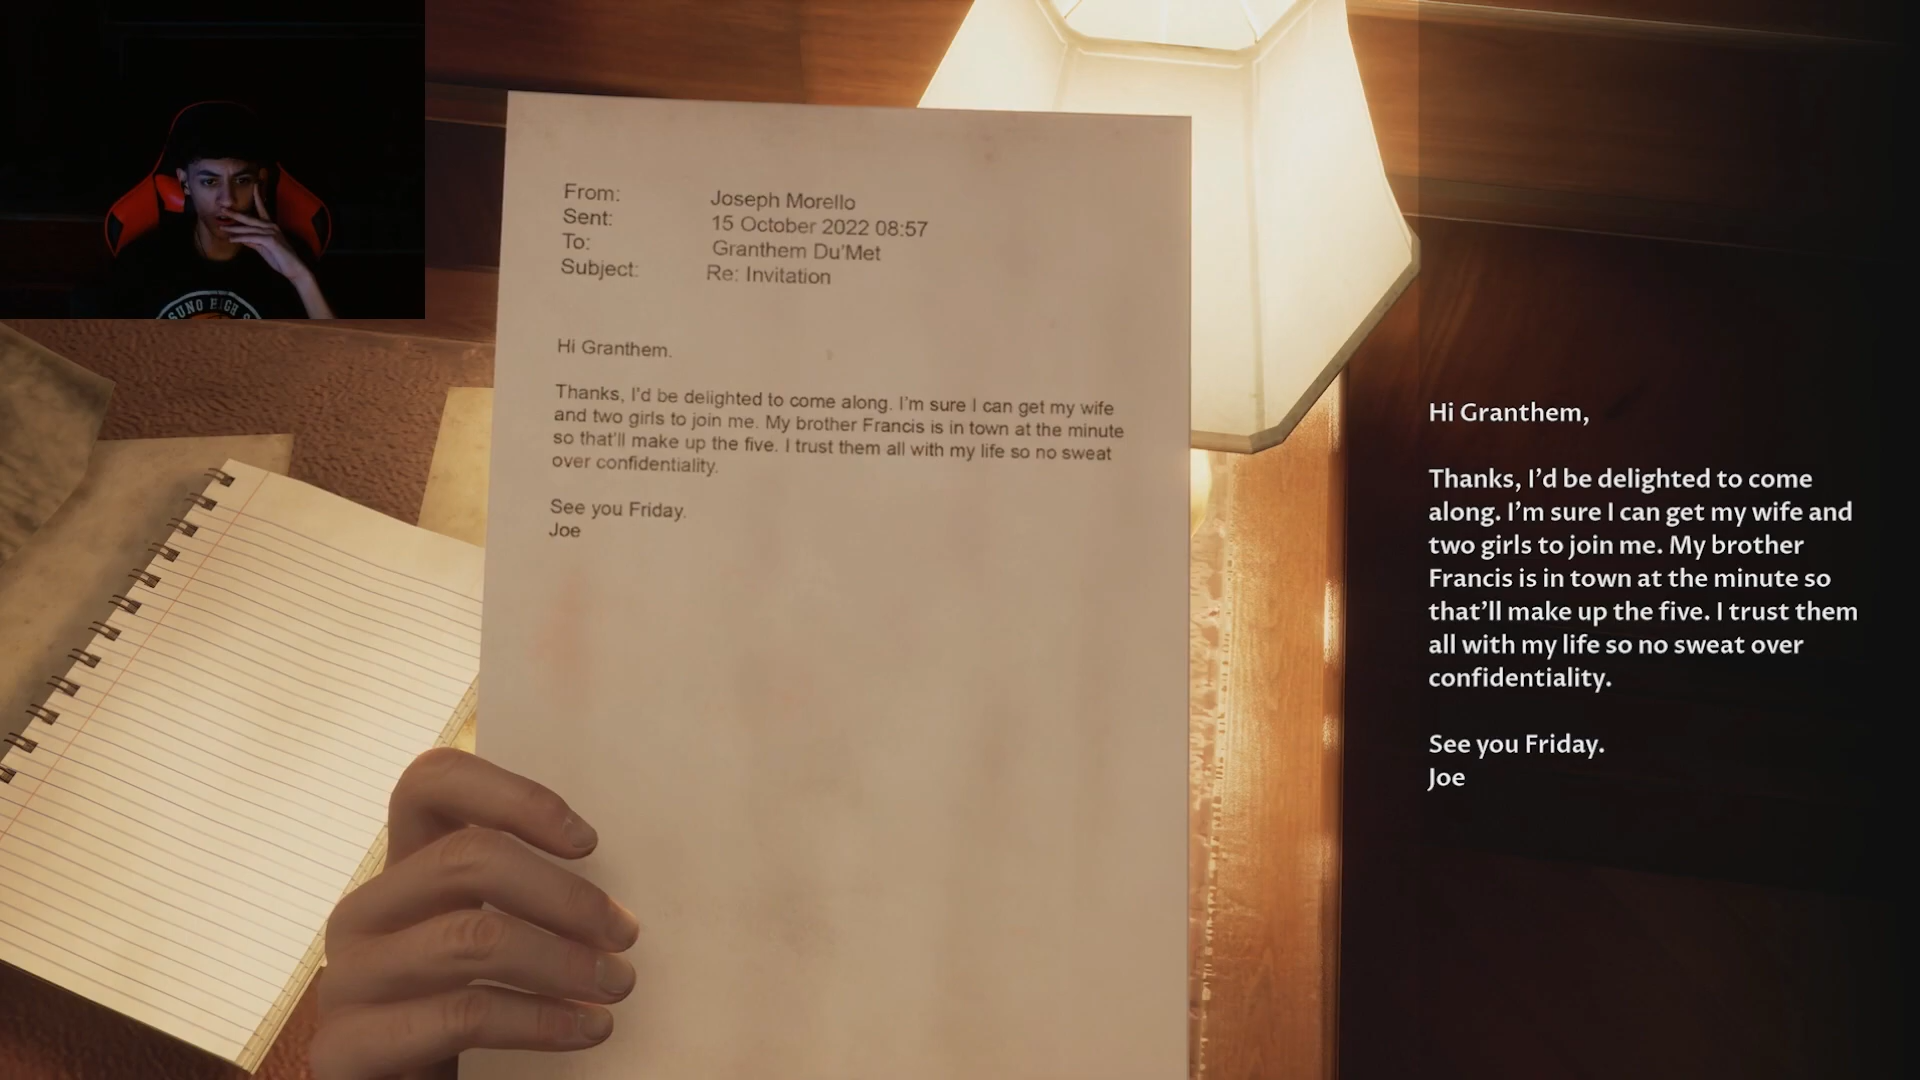 SUNO HIGH S
From: Joseph Morello
Sent: 15 October 2022 08:57
To: Granthem Du'Met
Subject: Re: Invitation
Hi Granthem.
Thanks, I'd be delighted to come along. I'm sure I can get my wife
and two girls to join me. My brother Francis is in town at the minute
so that'll make up the five. I trust them all with my life so no sweat
over confidentiality.
See you Friday.
Joe
Hi Granthem,
Thanks, I'd be delighted to come
along. I'm sure I can get my wife and
two girls to join me. My brother
Francis is in town at the minute so
that'll make up the five. I trust them
all with my life so no sweat over
confidentiality.
See you Friday.
Joe